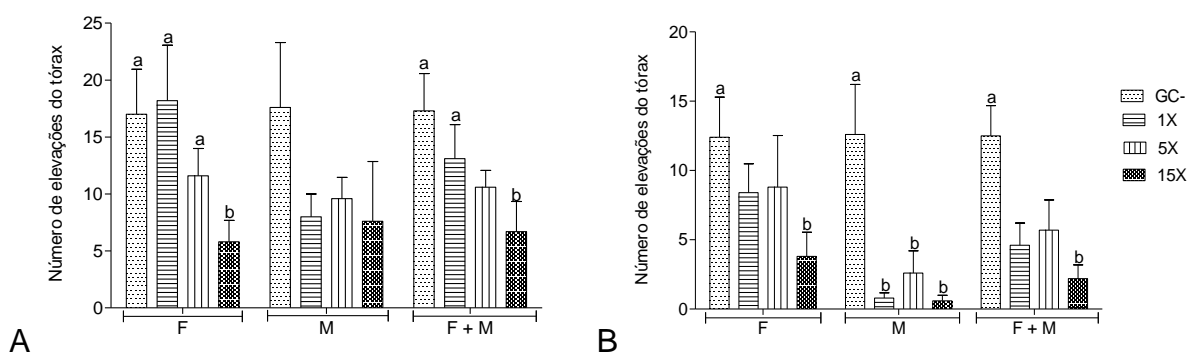 Número de elevações do tórax
25
20
15
10
5
0
a
a
a
b
a
a
b
F
M
F + M
A
Número de elevações do tórax
20
15
10
5
0
a
b
a
b
b
b
a
b
F
M
F + M
B
GC-
1X
5X
15X